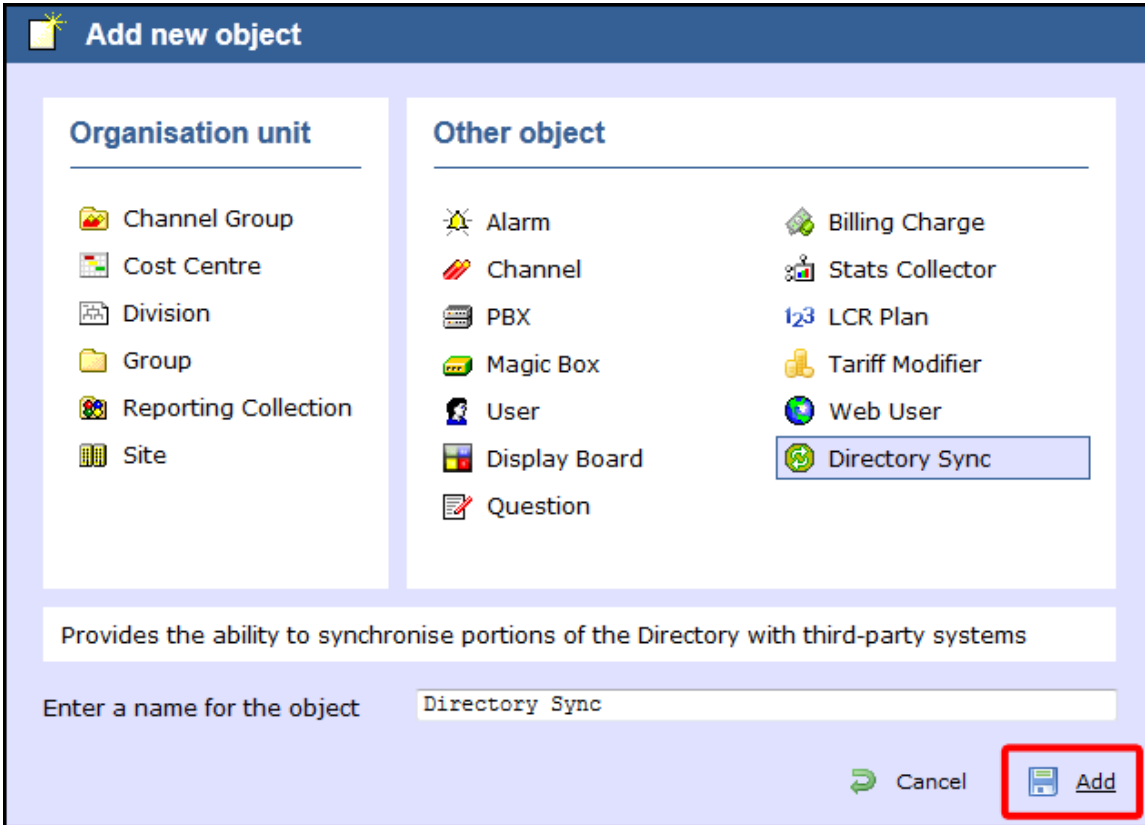 Add new object
Organisation unit
Channel Group
Cost Centre
Division
Group
Reporting Collection
Site
Other object
Alarm
Channel
PBX
Magic Box
User
Display Board
Question
Billing Charge
Stats Collector
123 LCR Plan
Tariff Modifier
Web User
Directory Sync
Provides the ability to synchronise portions of the Directory with third-party systems
Enter a name for the object
Directory Sync
Cancel
Add